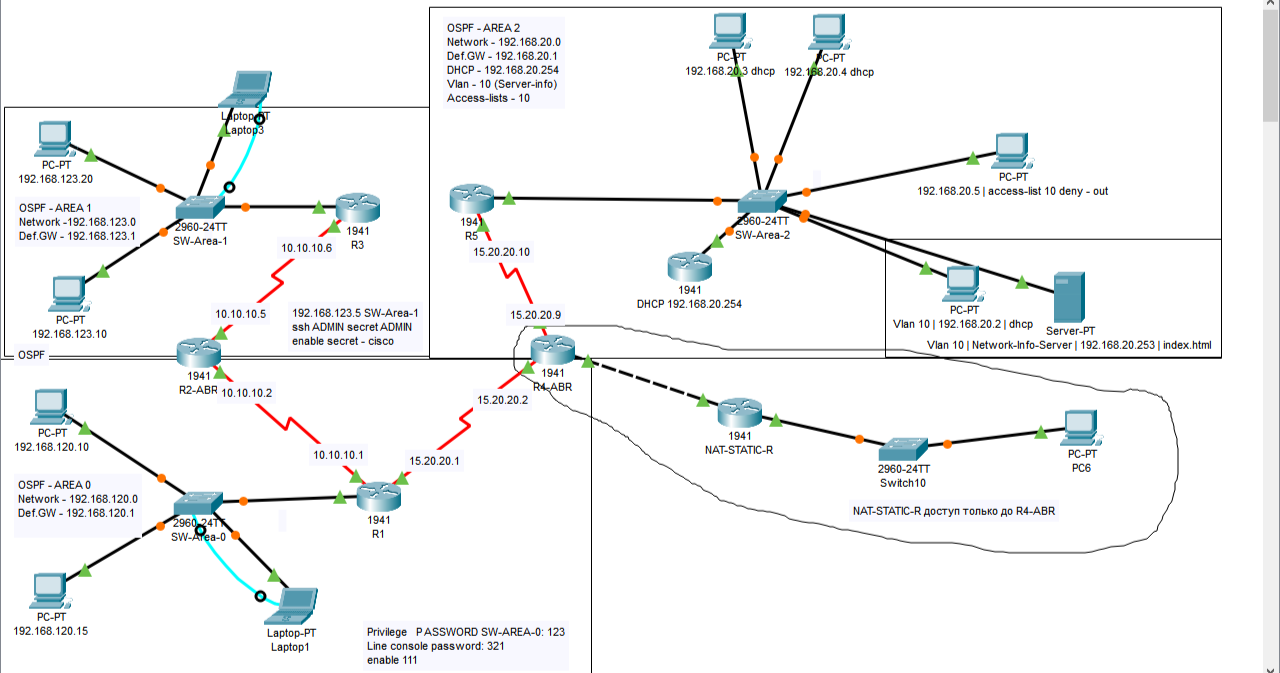 OSPF - AREA 2
Network - 192.168.20.0
Def.GW - 192.168.20.1
DHCP - 192.168.20.254
Vlan - 10 (Server-info)
Access-lists - 10
PC-PT
192.168.20.3 dhcp
PC-PT
192.168.20.4 dhcp
Laptop-PT
Laptop3
PC-PT
192.168.123.20
OSPF - AREA 1
Network -192.168.123.0
Def.GW - 192.168.123.1
2960-24TT
SW-Area-1
1941
R3
10.10.10.6
PC-PT
192.168.123.10
10.10.10.5
192.168.123.5 SW-Area-1
ssh ADMIN secret ADMIN
enable secret - cisco
OSPF
1941
R5
15.20.20.10
2960-24TT
SW-Area-2
PC-PT
192.168.20.5 | access-list 10 deny - out
1941
DHCP 192.168.20.254
PC-PT
Vlan 10 | 192.168.20.2 | dhcp
Server-PT
Vlan 10 | Network-Info-Server | 192.168.20.253 | index.html
15.20.20.9
1941
R4-ABR
1941
R2-ABR
10.10.10.2
15.20.20.2
1941
NAT-STATIC-R
2960-24TT
Switch10
PC-PT
PC6
NAT-STATIC-R доступ только до R4-ABR
PC-PT
192.168.120.10
10.10.10.1
15.20.20.1
OSPF - AREA 0
Network - 192.168.120.0
Def.GW - 192.168.120.1
2960-24TT
SW-Area-0
1941
R1
PC-PT
192.168.120.15
Laptop-PT
Laptop1
Privilege PASSWORD SW-AREA-0: 123
Line console password: 321
enable 111